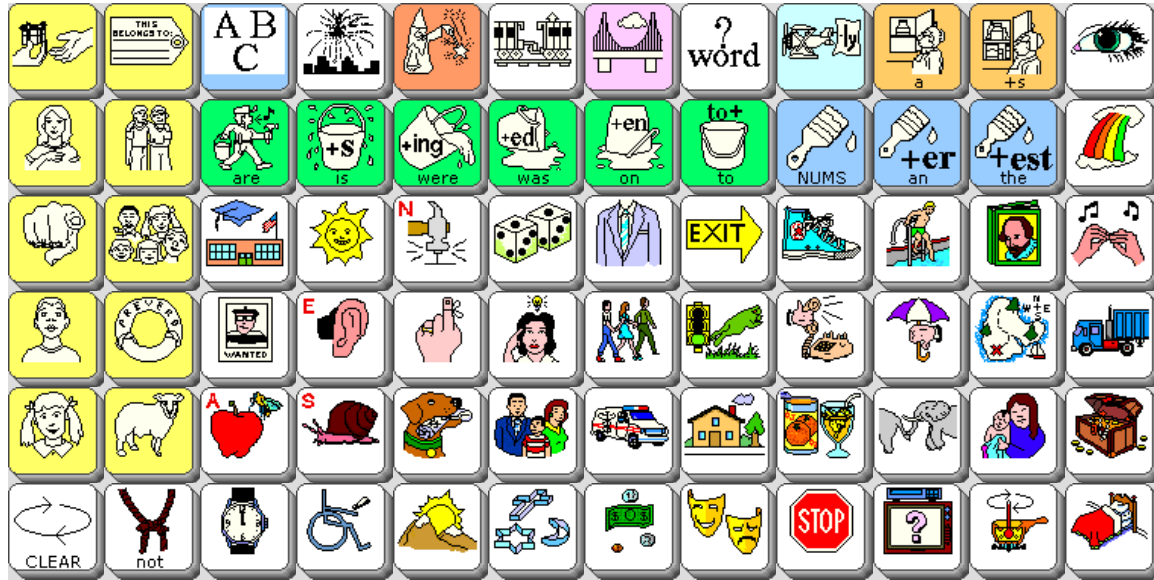 THIS
BELONGS TO:
A B
C
?
word
-ly
a
+s
are
+s
is
+ing
were
+ed
was
+en
on
to+
to
NUMS
+er
an
+est
the
N
EXIT
PREVERB
WANTED
E
N
W E
S
A
S
CLEAR
not
STOP
?